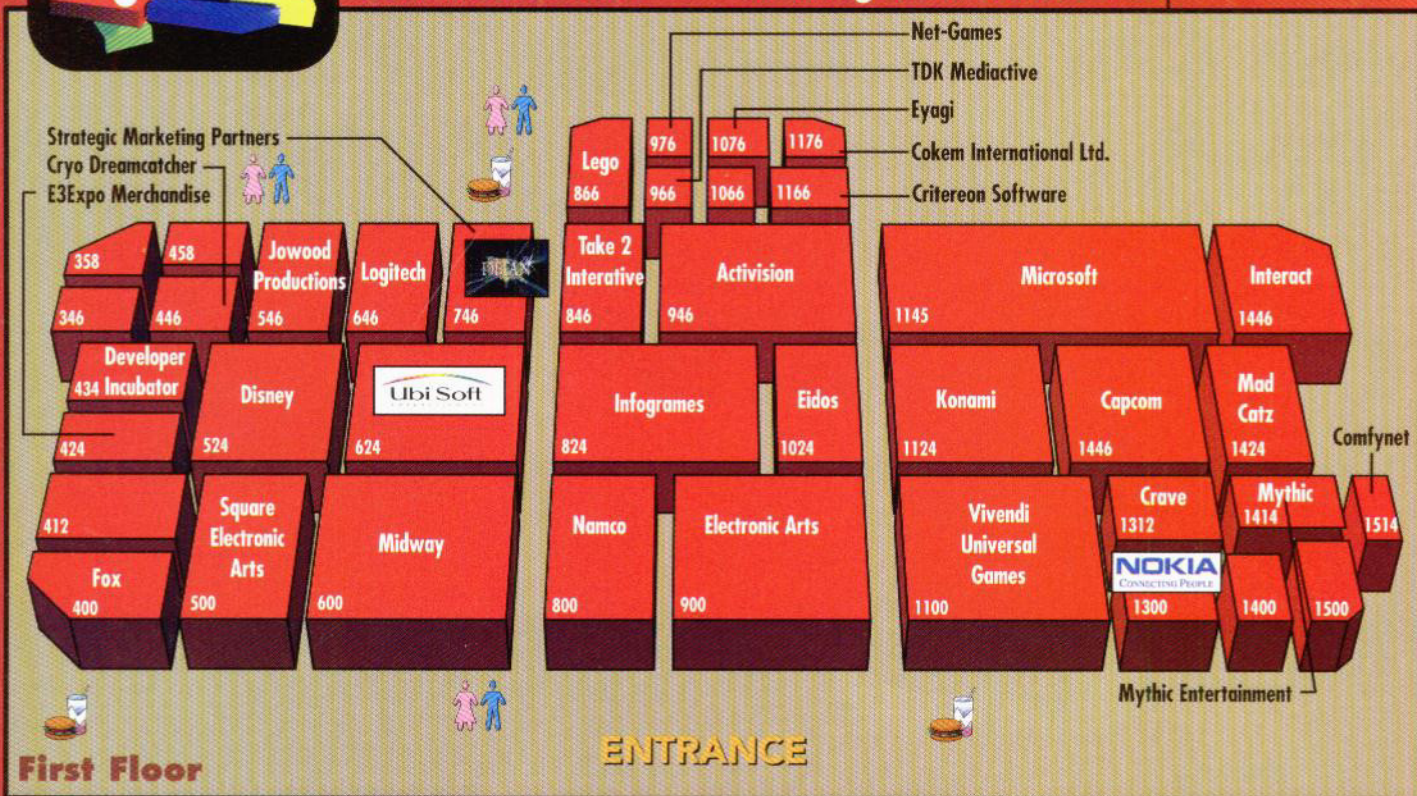 Net-Games
TDK Mediactive
Eyagi
Cokem International Ltd.
Critereon Software
Strategic Marketing Partners
Cryo Dreamcatcher
E3Expo Merchandise
Lego
866
976
1076
1176
966
1066
1166
358
458
346
446
Jowood
Productions
546
Logitech
646
746
Take 2
Interative
846
Activision
946
Microsoft
1145
Interact
1446
Developer
434 Incubator
424
Disney
524
Ubi Soft
624
Infogrames
824
Eidos
1024
Konami
1124
Capcom
1446
Mad
Catz
1424
Comfynet
412
Fox
400
Square
Electronic
Arts
500
Midway
600
Namco
800
Electronic Arts
900
Vivendi
Universal
Games
1100
Crave
1312
NOKIA
CONNECTING PEOPLE
1300
Mythic
1414
1514
1400
1500
Mythic Entertainment
ENTRANCE
First Floor